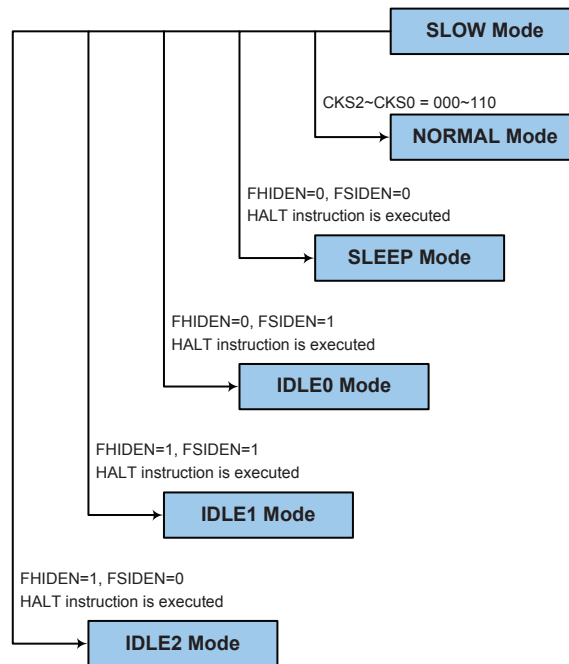 SLOW Mode
CKS2~CKS0 = 000~110
NORMAL Mode
FHIDEN=0, FSIDEN=0
HALT instruction is executed
SLEEP Mode
FHIDEN=0, FSIDEN=1
HALT instruction is executed
IDLE0 Mode
FHIDEN=1, FSIDEN=1
HALT instruction is executed
IDLE1 Mode
FHIDEN=1, FSIDEN=0
HALT instruction is executed
IDLE2 Mode